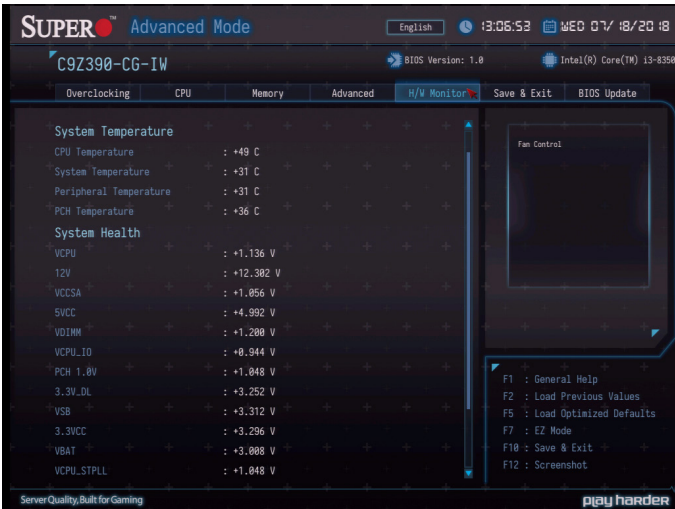 SUPER Advanced Mode English 13:06:53 WED 07/18/2018
C9Z390-CG-IW BIOS Version: 1.0 Intel(R) Core(TM) i3-8350
Overclocking CPU Memory Advanced H/W Monitor Save & Exit BIOS Update
System Temperature
CPU Temperature : +49 C
System Temperature : +31 C
Peripheral Temperature : +31 C
PCH Temperature : +36 C
System Health
VCPU : +1.136 V
12V : +12.302 V
VCCSA : +1.056 V
5VCC : +4.992 V
VDIMM : +1.200 V
VCPU_IO : +0.944 V
PCH 1.0V : +1.048 V
3.3V_DL : +3.252 V
VSB : +3.312 V
3.3VCC : +3.296 V
VBAT : +3.008 V
VCPU_STPLL : +1.048 V
Fan Control
F1 : General Help
F2 : Load Previous Values
F5 : Load Optimized Defaults
F7 : EZ Mode
F10 : Save & Exit
F12 : Screenshot
Server Quality, Built for Gaming
play harder